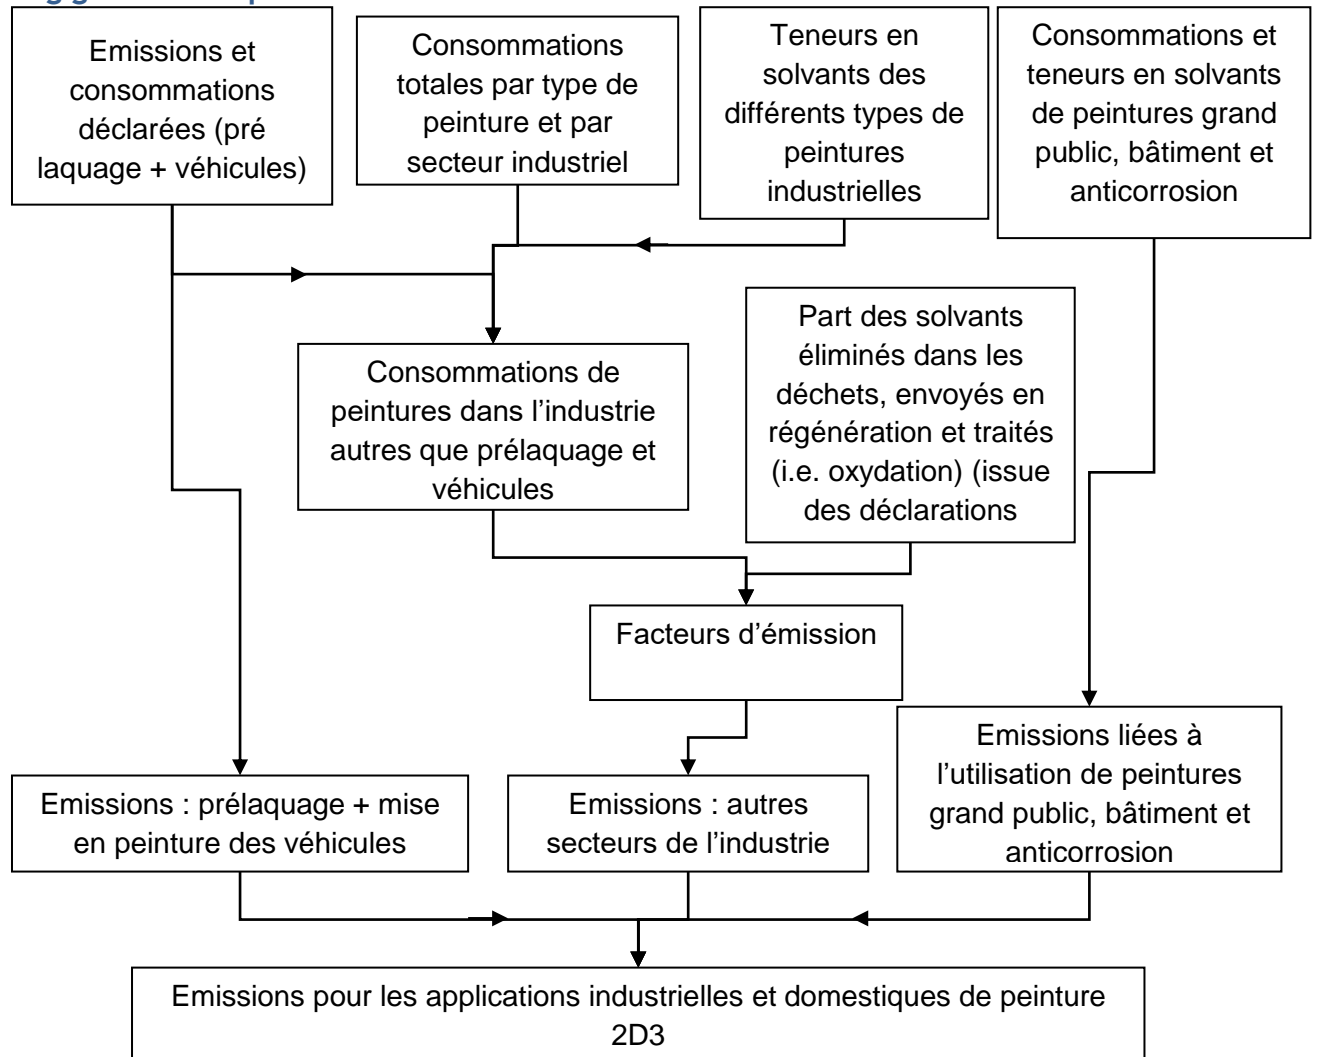 Emissions et
consommations
déclarées (pré
laquage + véhicules)
Consommations
totales par type de
peinture et par
secteur industriel
Teneurs en
solvants des
différents types de
peintures
industrielles
Consommations et
teneurs en solvants
de peintures grand
public, bâtiment et
anticorrosion
Part des solvants
éliminés dans les
déchets, envoyés en
régénération et traités
(i.e. oxydation) (issue
des déclarations
Consommations de
peintures dans l’industrie
autres que prélaquage et
véhicules
Facteurs d’émission
Emissions liées à
l’utilisation de peintures
grand public, bâtiment et
anticorrosion
Emissions : prélaquage + mise
en peinture des véhicules
Emissions : autres
secteurs de l’industrie
Emissions pour les applications industrielles et domestiques de peinture
2D3